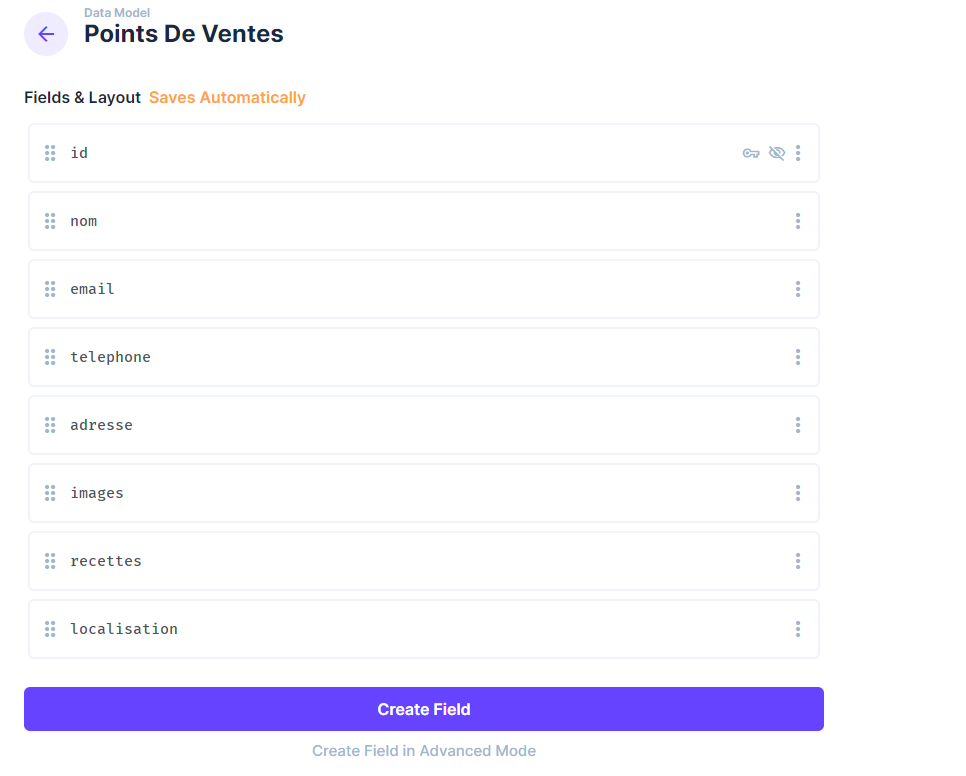 Data Model
Points De Ventes
Fields & Layout Saves Automatically
id
nom
email
telephone
adresse
images
recettes
localisation
Create Field
Create Field in Advanced Mode